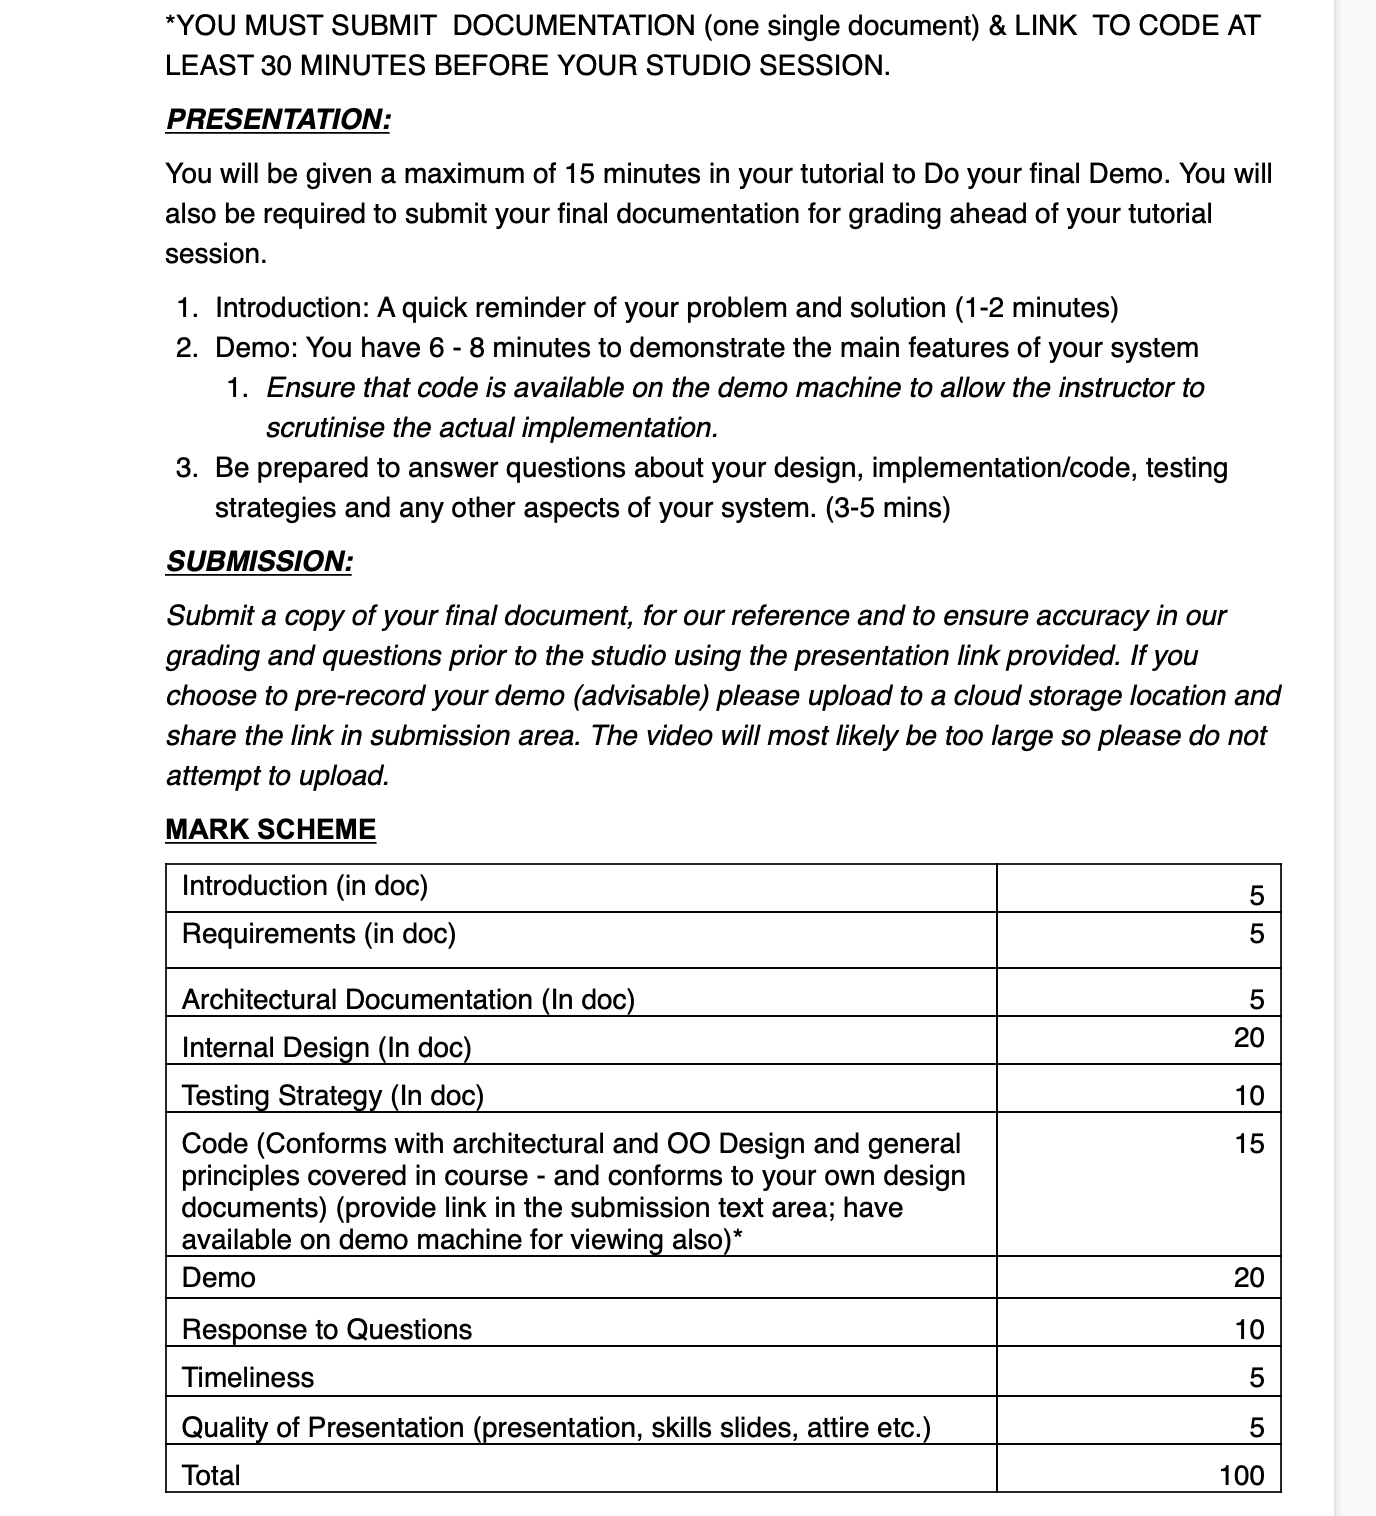 *YOU MUST SUBMIT  DOCUMENTATION (one single document) & LINK  TO CODE AT
LEAST 30 MINUTES BEFORE YOUR STUDIO SESSION.
PRESENTATION:
You will be given a maximum of 15 minutes in your tutorial to Do your final Demo. You will
also be required to submit your final documentation for grading ahead of your tutorial
session.
1. Introduction: A quick reminder of your problem and solution (1-2 minutes)
2. Demo: You have 6 - 8 minutes to demonstrate the main features of your system
1. Ensure that code is available on the demo machine to allow the instructor to
scrutinise the actual implementation.
3. Be prepared to answer questions about your design, implementation/code, testing
strategies and any other aspects of your system. (3-5 mins)
SUBMISSION:
Submit a copy of your final document, for our reference and to ensure accuracy in our
grading and questions prior to the studio using the presentation link provided. If you
choose to pre-record your demo (advisable) please upload to a cloud storage location and
share the link in submission area. The video will most likely be too large so please do not
attempt to upload.
MARK SCHEME
Introduction (in doc) 5
Requirements (in doc) 5
Architectural Documentation (In doc) 5
Internal Design (In doc) 20
Testing Strategy (In doc) 10
Code (Conforms with architectural and OO Design and general 15
principles covered in course - and conforms to your own design
documents) (provide link in the submission text area; have
available on demo machine for viewing also)*
Demo 20
Response to Questions 10
Timeliness 5
Quality of Presentation (presentation, skills slides, attire etc.) 5
Total 100